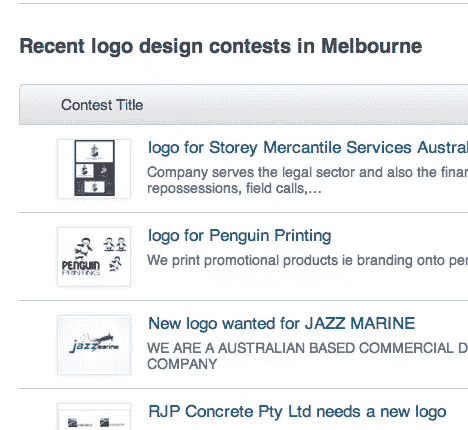 Recent logo design contests in Melbourne
Contest Title
logo for Storey Mercantile Services Austral
Company serves the legal sector and also the finan
repossessions, field calls,...
logo for Penguin Printing
We print promotional products ie branding onto pen
PENGUIN
PRINTING
New logo wanted for JAZZ MARINE
WE ARE A AUSTRALIAN BASED COMMERCIAL D
COMPANY
jazz marine
RJP Concrete Pty Ltd needs a new logo